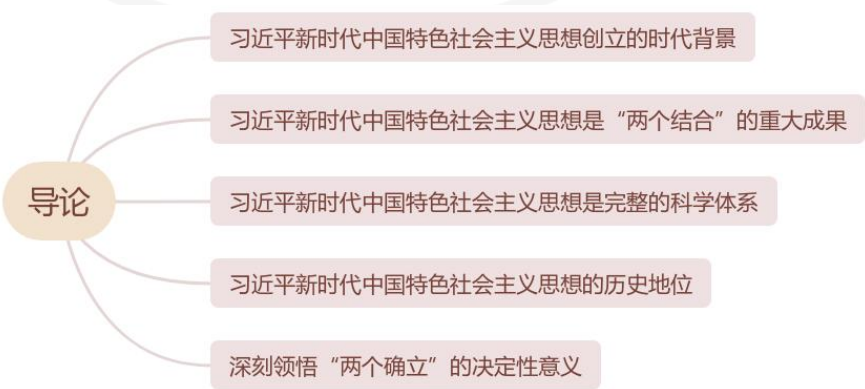 习近平新时代中国特色社会主义思想创立的时代背景
习近平新时代中国特色社会主义思想是“两个结合”的重大成果
导论
习近平新时代中国特色社会主义思想是完整的科学体系
习近平新时代中国特色社会主义思想的历史地位
深刻领悟“两个确立”的决定性意义